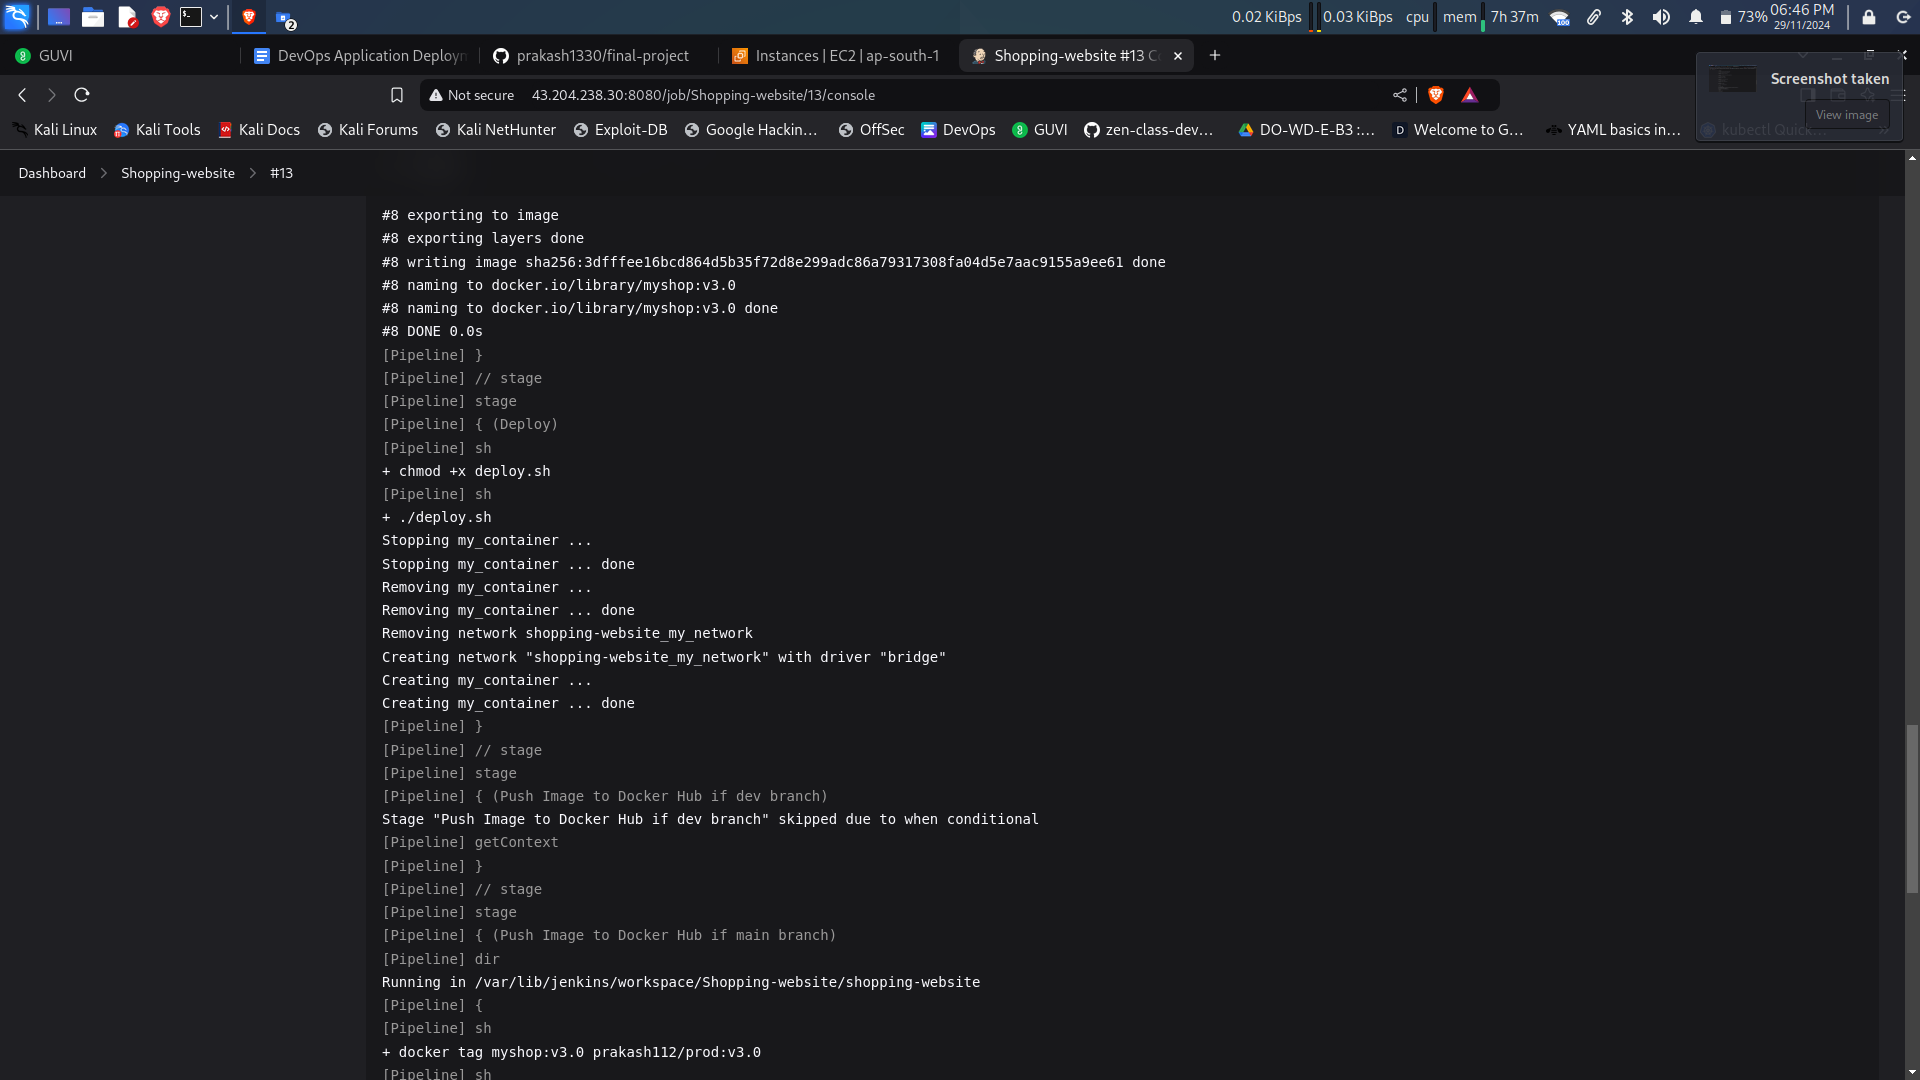 2
0.02 KiBps 0.03 KiBps cpu mem 7h 37m 100 73% 06:46 PM
29/11/2024
GUVI DevOps Application Deploym prakash1330/final-project Instances | EC2 | ap-south-1 Shopping-website #13 Co
Screenshot taken
View image
Not secure 43.204.238.30:8080/job/Shopping-website/13/console
Kali Linux Kali Tools Kali Docs Kali Forums Kali NetHunter Exploit-DB Google Hackin... OffSec DevOps GUVI zen-class-dev... DO-WD-E-B3 :... Welcome to G... YAML basics in... kubectl Quick...
Dashboard > Shopping-website > #13
#8 exporting to image
#8 exporting layers done
#8 writing image sha256:3dfffee16bcd864d5b35f72d8e299adc86a79317308fa04d5e7aac9155a9ee61 done
#8 naming to docker.io/library/myshop:v3.0
#8 naming to docker.io/library/myshop:v3.0 done
#8 DONE 0.0s
[Pipeline] }
[Pipeline] // stage
[Pipeline] stage
[Pipeline] { (Deploy)
[Pipeline] sh
+ chmod +x deploy.sh
[Pipeline] sh
+ ./deploy.sh
Stopping my_container ...
Stopping my_container ... done
Removing my_container ...
Removing my_container ... done
Removing network shopping-website_my_network
Creating network "shopping-website_my_network" with driver "bridge"
Creating my_container ...
Creating my_container ... done
[Pipeline] }
[Pipeline] // stage
[Pipeline] stage
[Pipeline] { (Push Image to Docker Hub if dev branch)
Stage "Push Image to Docker Hub if dev branch" skipped due to when conditional
[Pipeline] getContext
[Pipeline] }
[Pipeline] // stage
[Pipeline] stage
[Pipeline] { (Push Image to Docker Hub if main branch)
[Pipeline] dir
Running in /var/lib/jenkins/workspace/Shopping-website/shopping-website
[Pipeline] {
[Pipeline] sh
+ docker tag myshop:v3.0 prakash112/prod:v3.0
[Pipeline] sh